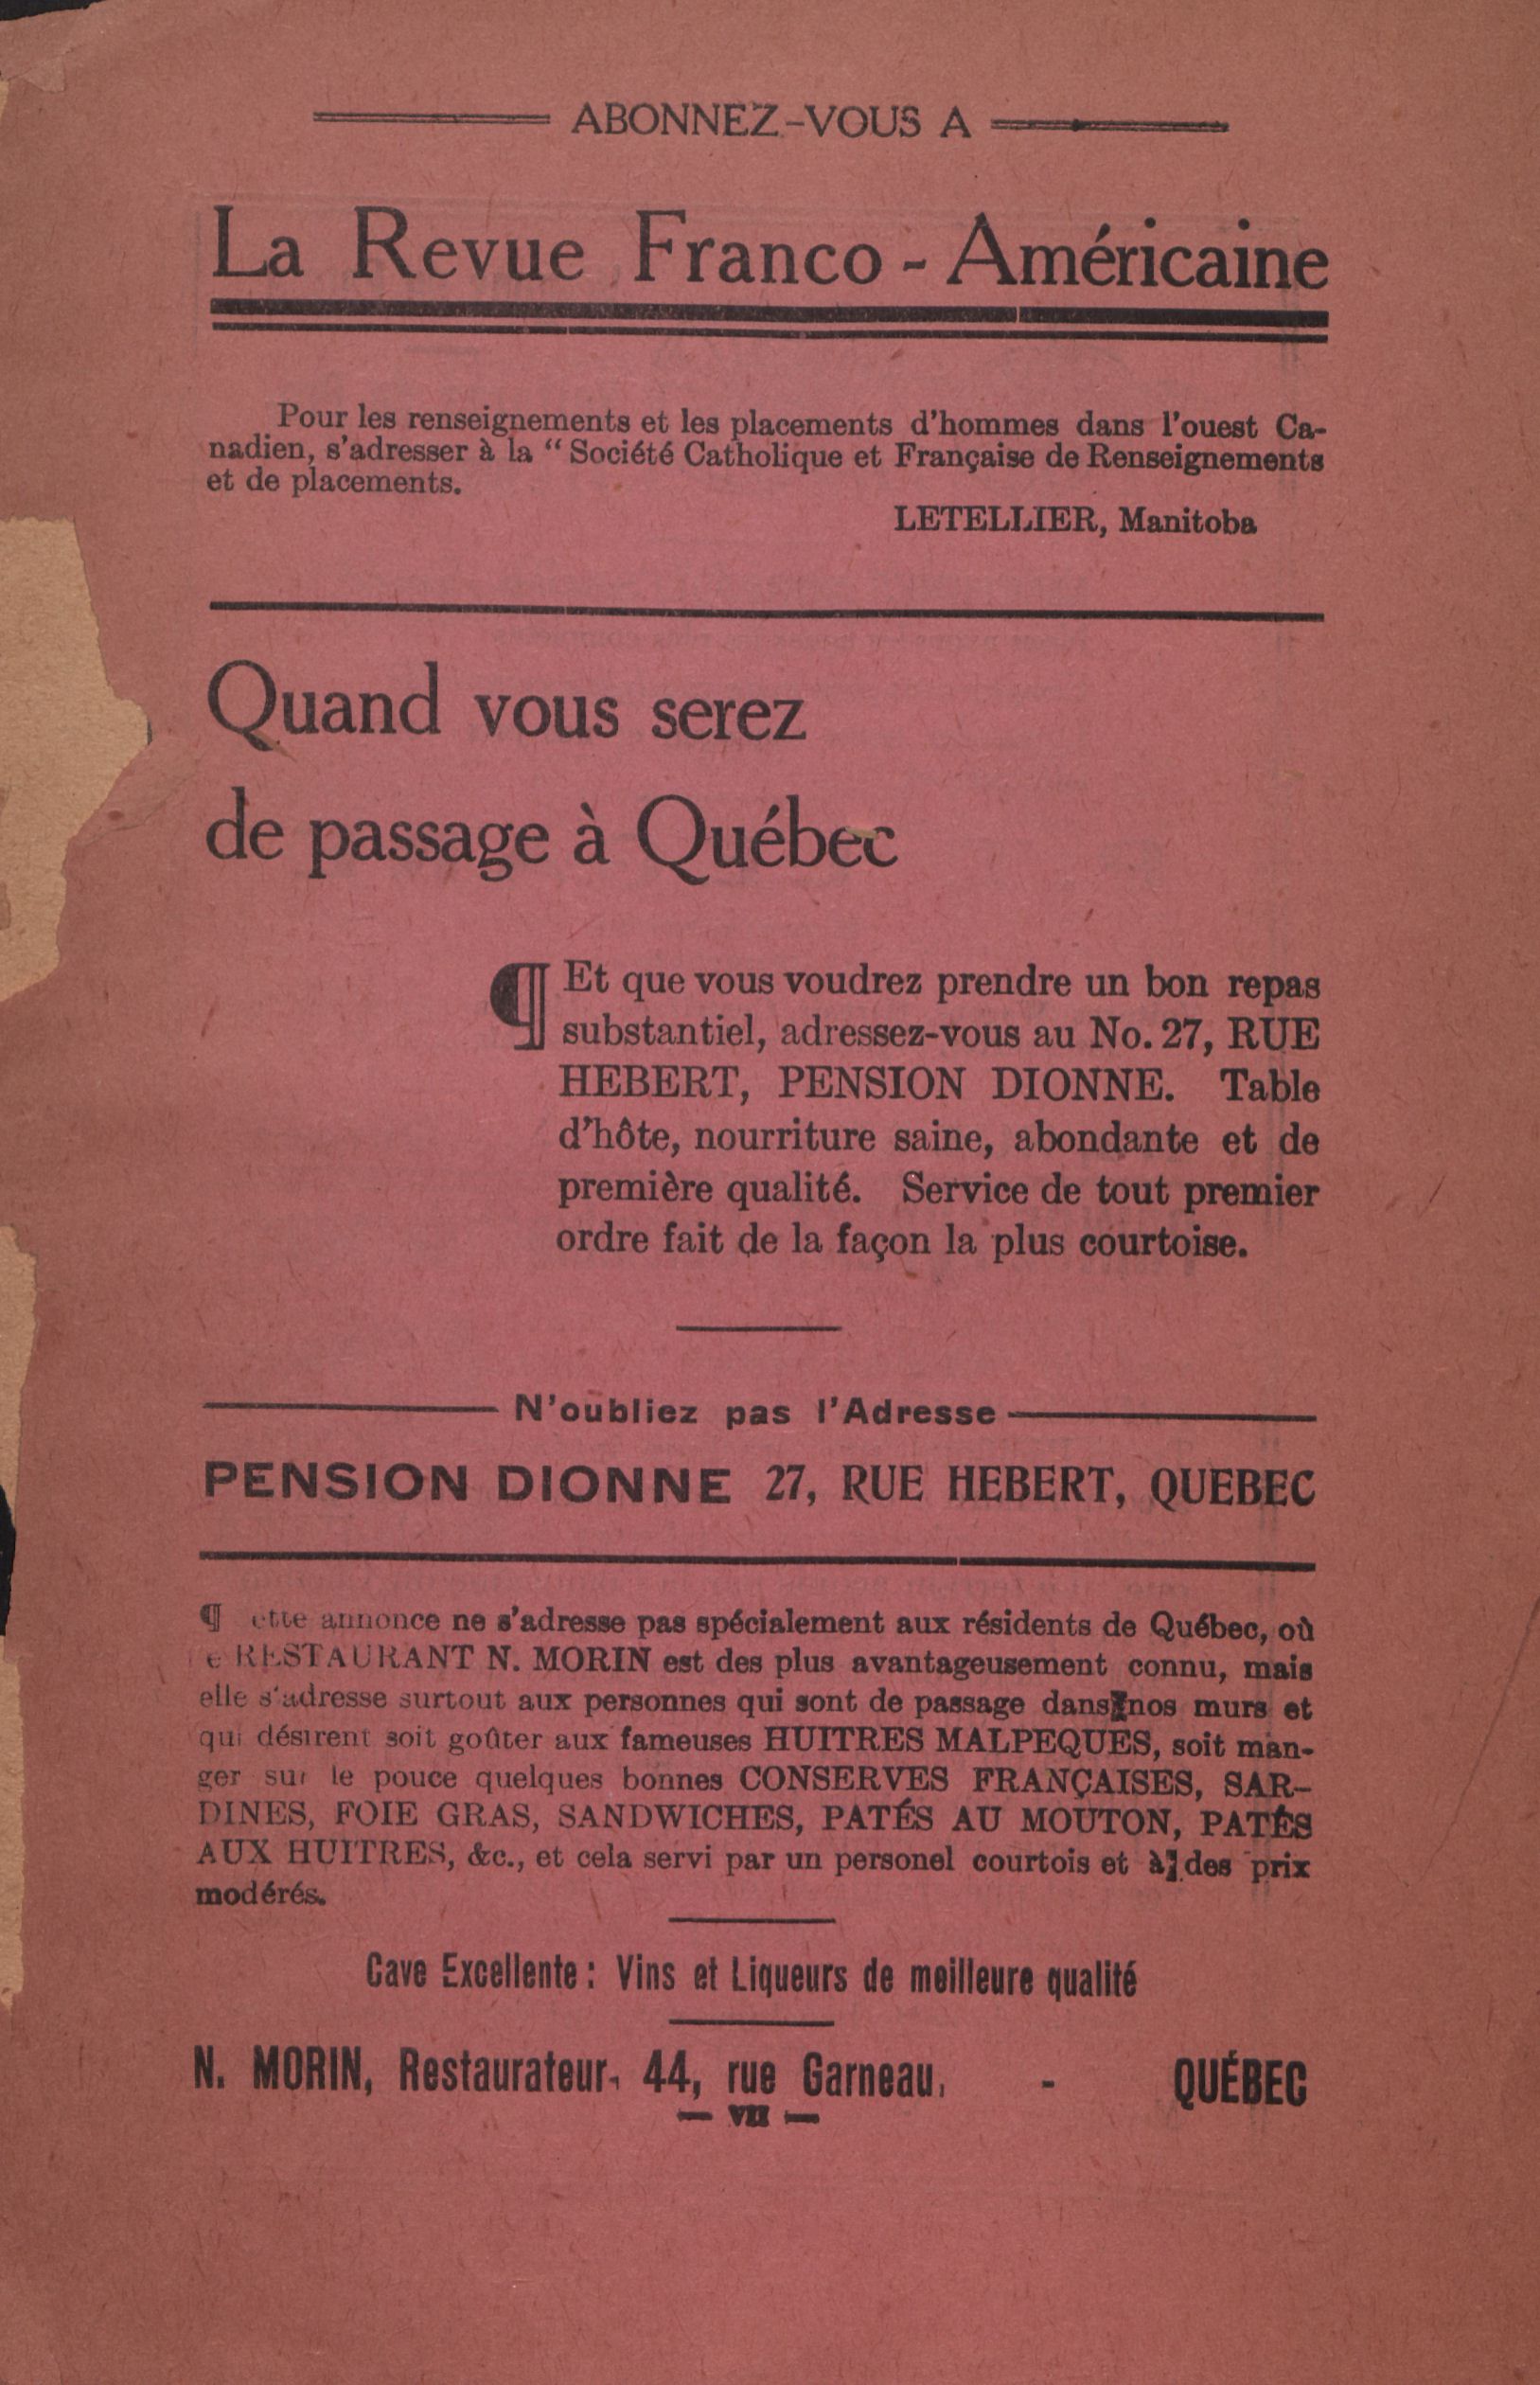 ABONNEZ-VOUS A
La Revue Franco-Américaine
Pour les renseignements et les placements d'hommes dans l'ouest Ca-
nadien, s'adresser à la “ Société Catholique et Française de Renseignements
et de placements.
LETELLIER, Manitoba
Quand vous serez
de passage à Québec
¶ Et que vous voudrez prendre un bon repas
substantiel, adressez-vous au No. 27, RUE
HEBERT, PENSION DIONNE. Table
d'hôte, nourriture saine, abondante et de
première qualité. Service de tout premier
ordre fait de la façon la plus courtoise.
N'oubliez pas l'Adresse
PENSION DIONNE 27, RUE HEBERT, QUEBEC
¶ ette annonce ne s'adresse pas spécialement aux résidents de Québec, où
e RESTAURANT N. MORIN est des plus avantageusement connu, mais
elle s'adresse surtout aux personnes qui sont de passage dans nos murs et
qui désirent soit goûter aux fameuses HUITRES MALPEQUES, soit man-
ger sur le pouce quelques bonnes CONSERVES FRANÇAISES, SAR-
DINES, FOIE GRAS, SANDWICHES, PATÉS AU MOUTON, PATÉS
AUX HUITRES, &c., et cela servi par un personel courtois et à des prix
modérés.
Cave Excellente : Vins et Liqueurs de meilleure qualité
N. MORIN, Restaurateur, 44, rue Garneau, - QUÉBEC
— VII —